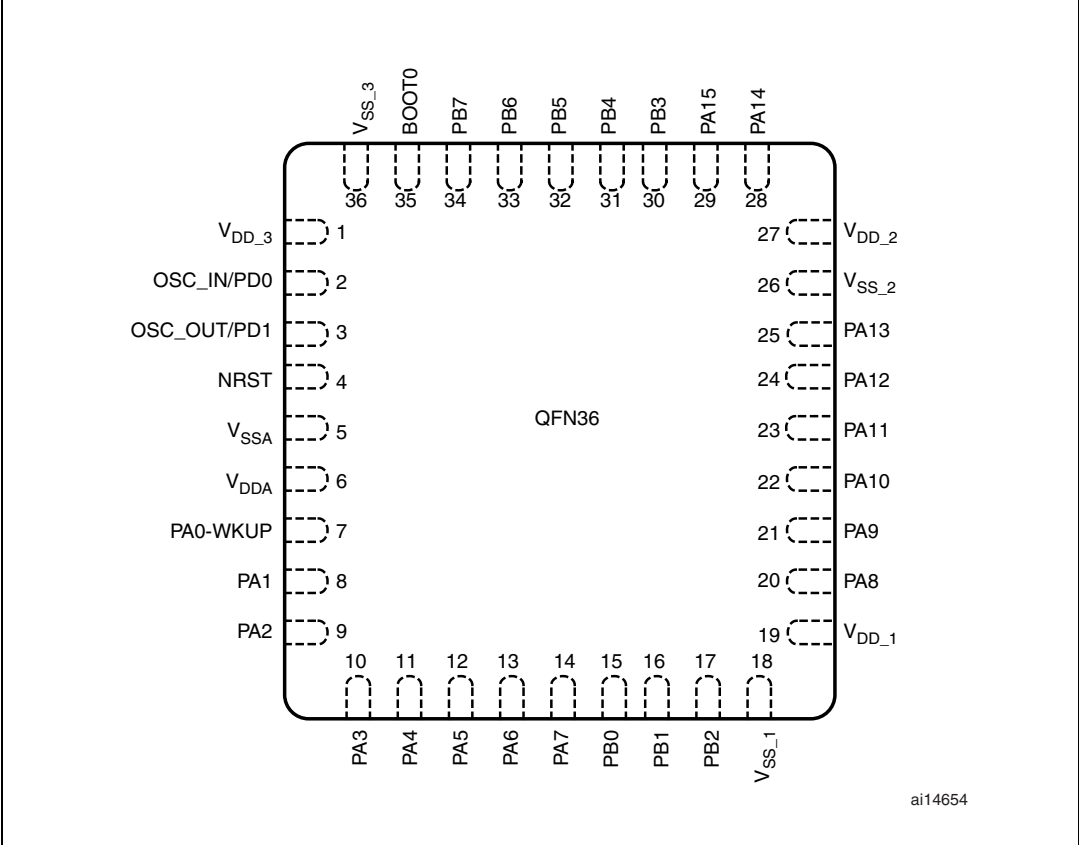 VSS_3 BOOT0 PB7 PB6 PB5 PB4 PB3 PA15 PA14
36 35 34 33 32 31 30 29 28
VDD_3 1 27 VDD_2
OSC_IN/PD0 2 26 VSS_2
OSC_OUT/PD1 3 25 PA13
NRST 4 24 PA12
QFN36
VSSA 5 23 PA11
VDDA 6 22 PA10
PA0-WKUP 7 21 PA9
PA1 8 20 PA8
PA2 9 19 VDD_1
10 11 12 13 14 15 16 17 18
PA3 PA4 PA5 PA6 PA7 PB0 PB1 PB2 VSS_1
ai14654